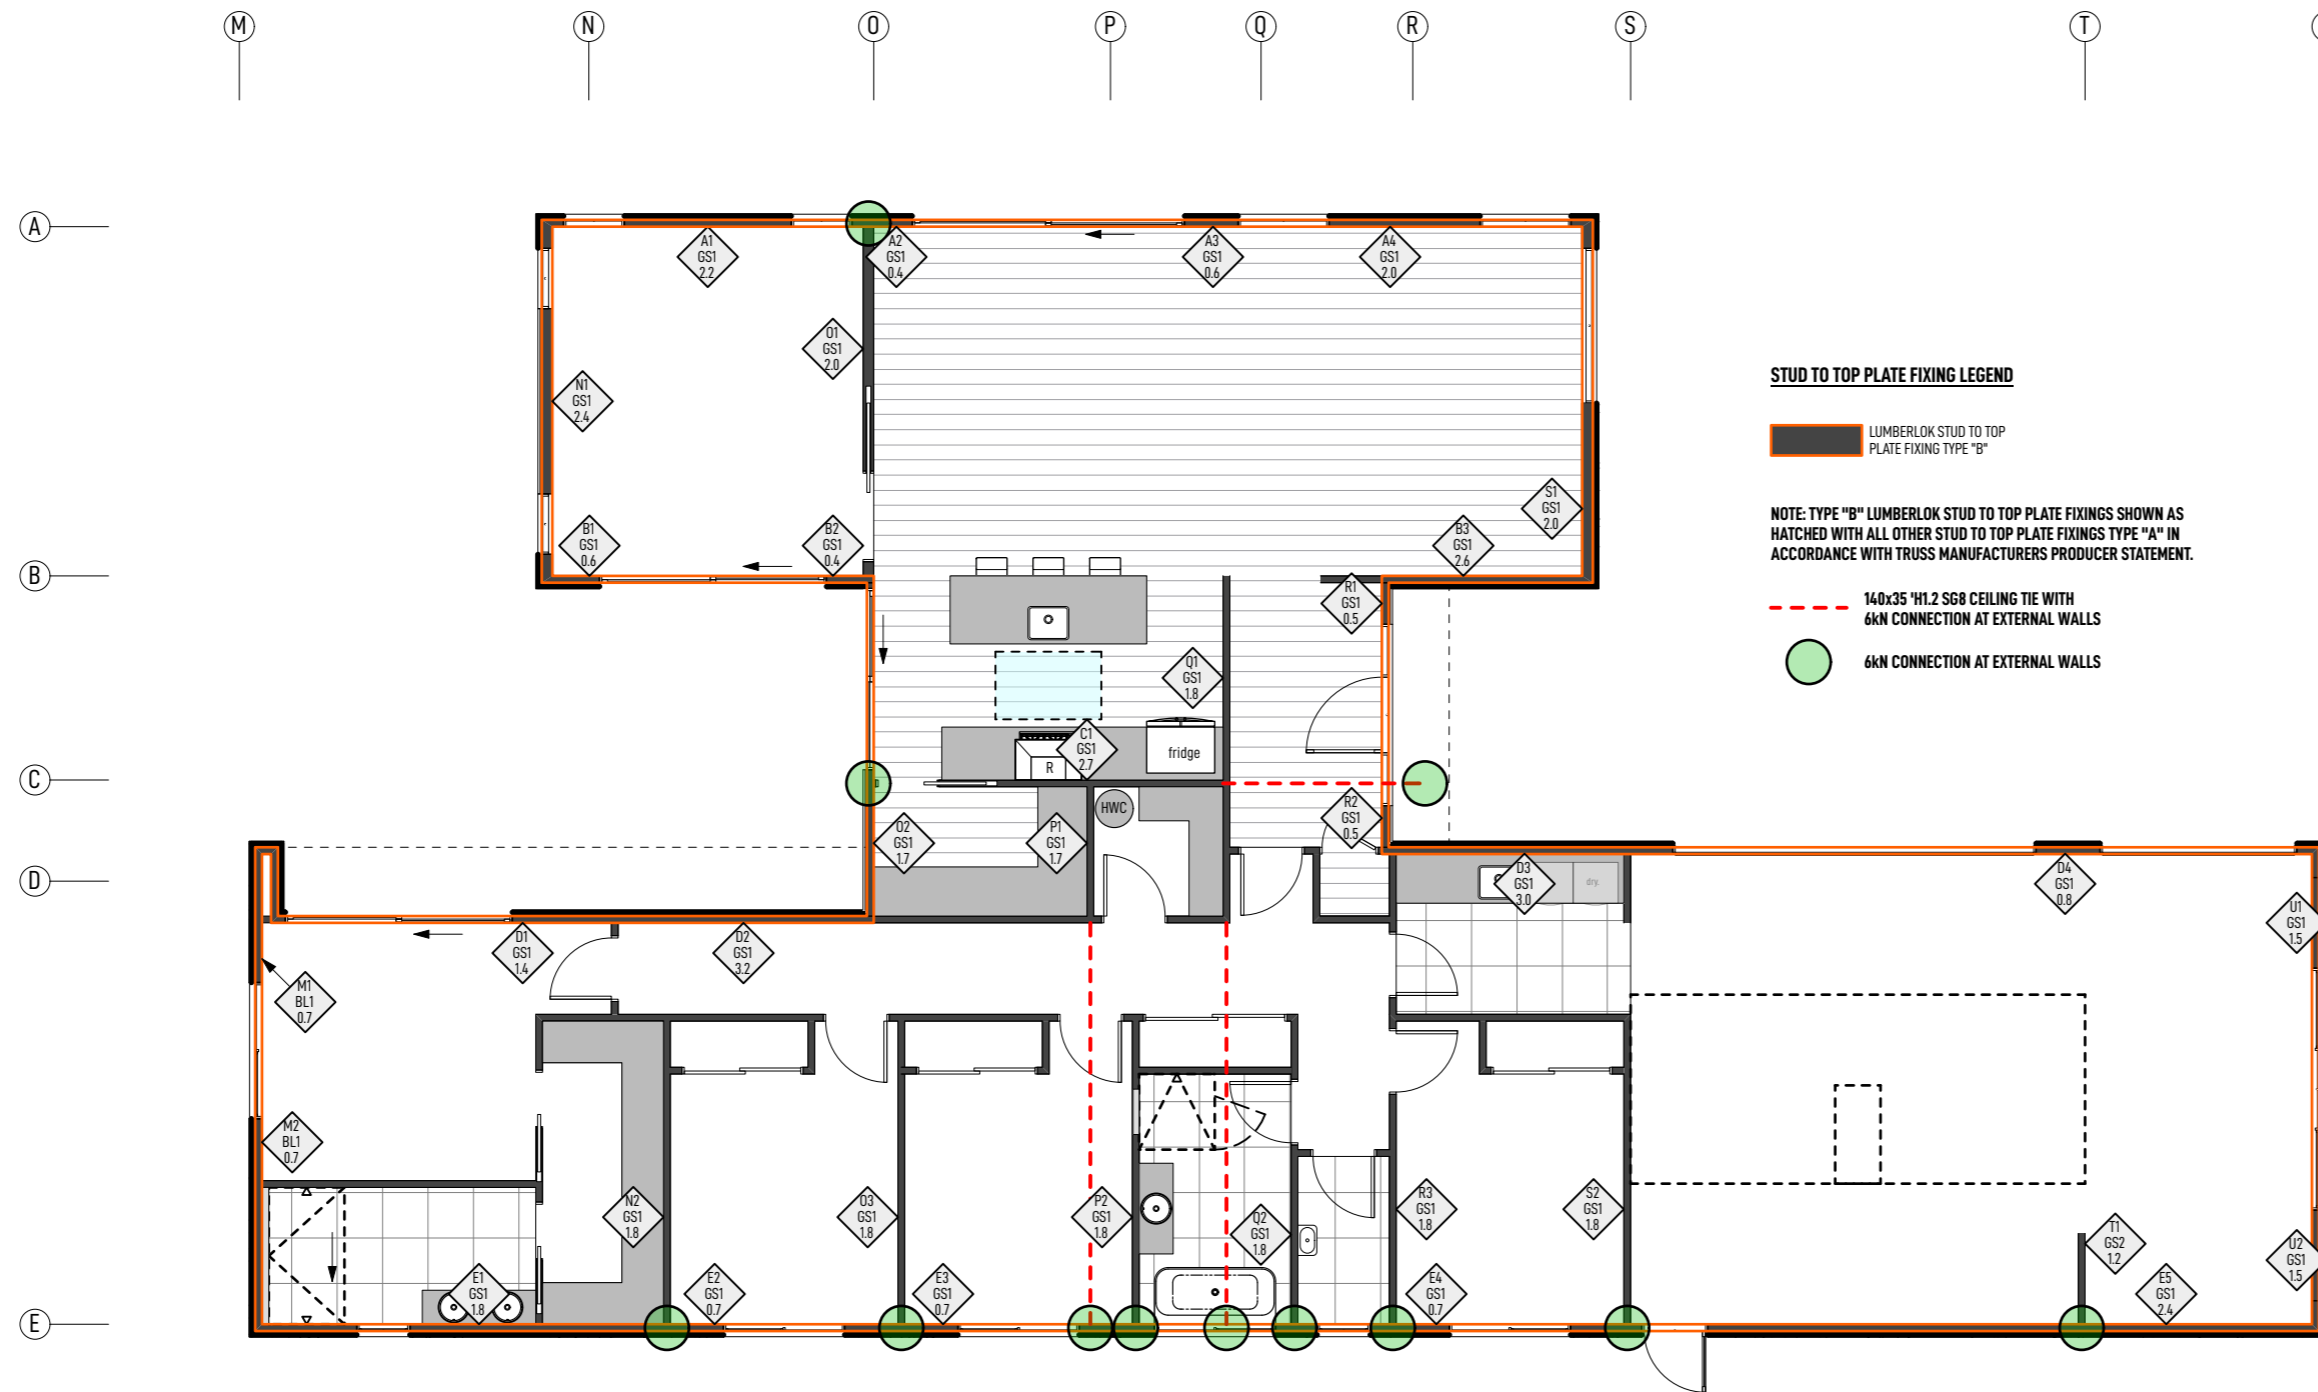 M
N
O
P
Q
R
S
T
A
A1
GS1
2.2
A2
GS1
0.4
A3
GS1
0.6
A4
GS1
2.0
O1
GS1
2.0
N1
GS1
2.4
STUD TO TOP PLATE FIXING LEGEND
LUMBERLOK STUD TO TOP
PLATE FIXING TYPE "B"
NOTE: TYPE "B" LUMBERLOK STUD TO TOP PLATE FIXINGS SHOWN AS
HATCHED WITH ALL OTHER STUD TO TOP PLATE FIXINGS TYPE "A" IN
ACCORDANCE WITH TRUSS MANUFACTURERS PRODUCER STATEMENT.
140x35 'H1.2 SG8 CEILING TIE WITH
6kN CONNECTION AT EXTERNAL WALLS
6kN CONNECTION AT EXTERNAL WALLS
S1
GS1
2.0
B1
GS1
0.6
B2
GS1
0.4
B3
GS1
2.6
B
R1
GS1
0.5
Q1
GS1
1.8
C1
GS1
2.7
fridge
R
C
HWC
R2
GS1
0.5
O2
GS1
1.7
P1
GS1
1.7
D
D3
GS1
3.0
dry.
D4
GS1
0.8
U1
GS1
1.5
D1
GS1
1.4
D2
GS1
3.2
M1
BL1
0.7
M2
BL1
0.7
N2
GS1
1.8
O3
GS1
1.8
P2
GS1
1.8
Q2
GS1
1.8
R3
GS1
1.8
S2
GS1
1.8
T1
GS2
1.2
U2
GS1
1.5
E1
GS1
1.8
E2
GS1
0.7
E3
GS1
0.7
E4
GS1
0.7
E5
GS1
2.4
E